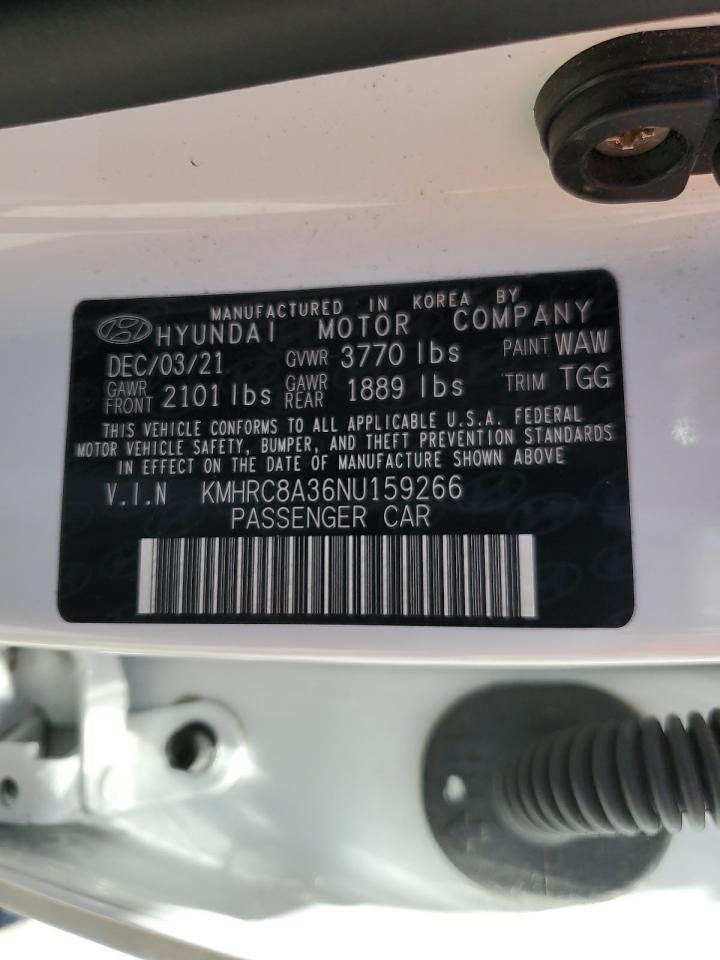 MANUFACTURED IN KOREA BY
HYUNDAI MOTOR COMPANY
DEC/03/21 GVWR 3770 lbs PAINT WAW
GAWR FRONT 2101 lbs GAWR REAR 1889 lbs TRIM TGG
THIS VEHICLE CONFORMS TO ALL APPLICABLE U.S.A. FEDERAL
MOTOR VEHICLE SAFETY, BUMPER, AND THEFT PREVENTION STANDARDS
IN EFFECT ON THE DATE OF MANUFACTURE SHOWN ABOVE
V.I.N KMHRC8A36NU159266
PASSENGER CAR